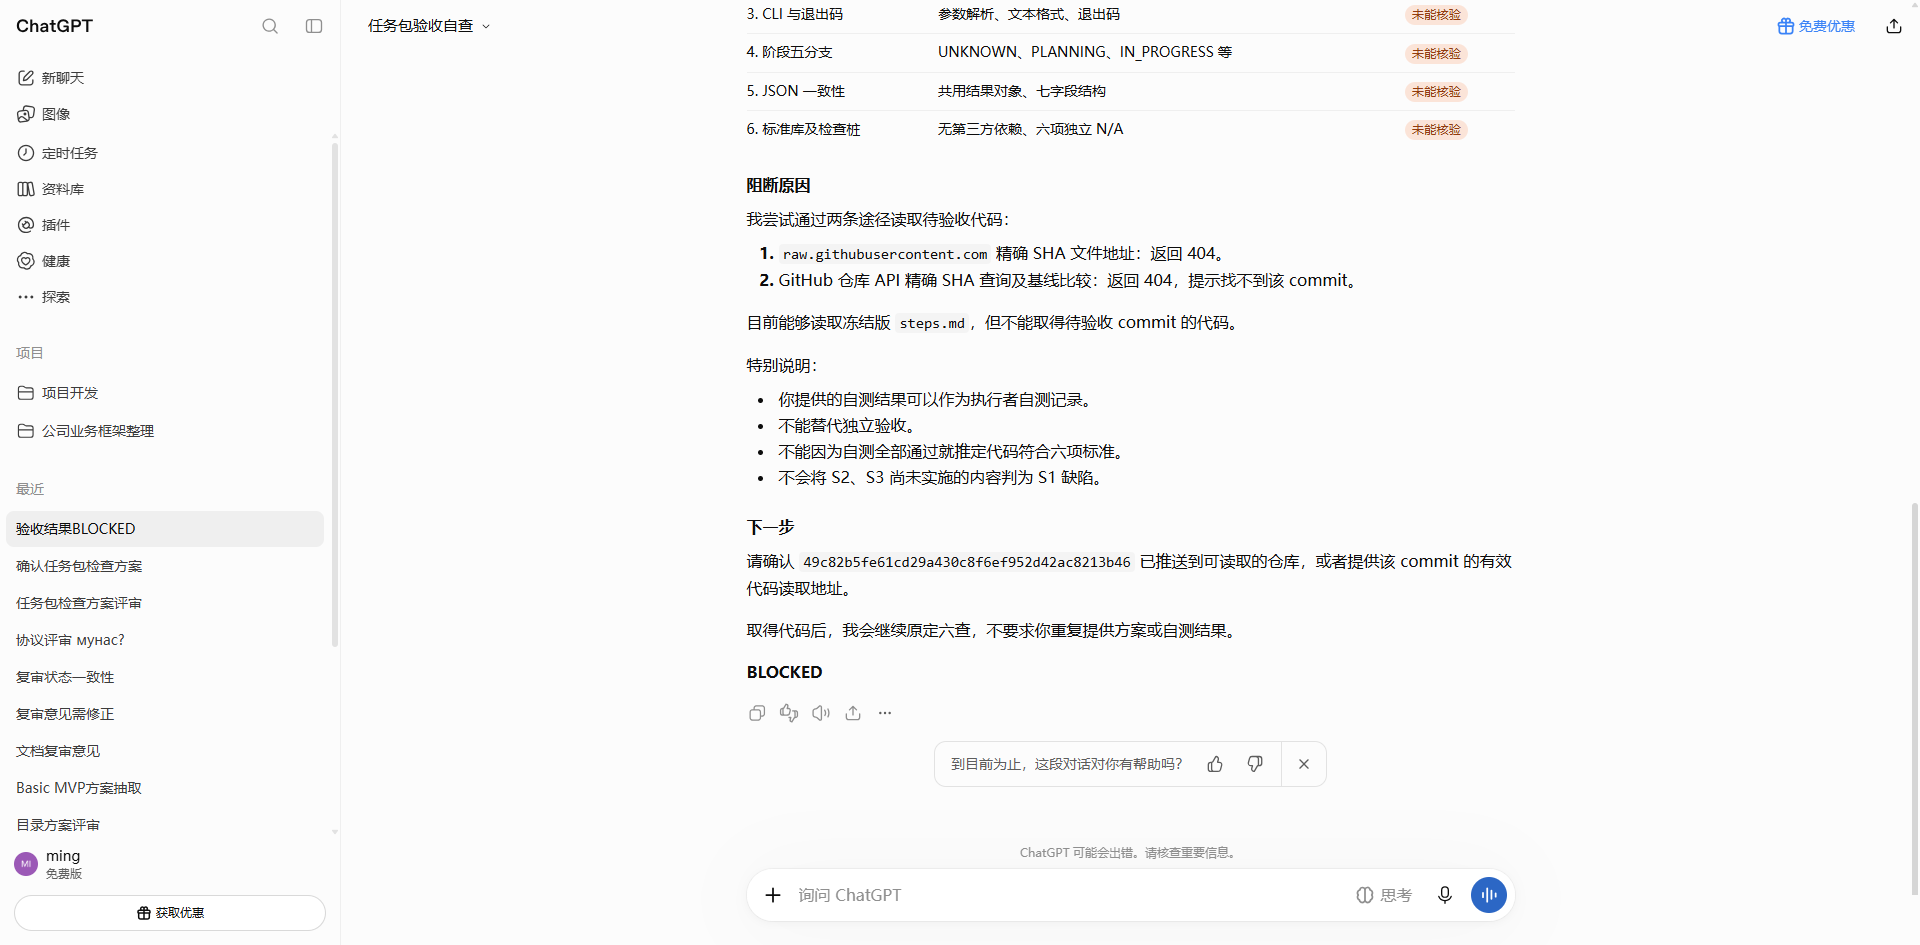 ChatGPT
新聊天
图像
定时任务
资料库
插件
健康
探索
项目
项目开发
公司业务框架整理
最近
验收结果BLOCKED
确认任务包检查方案
任务包检查方案评审
协议评审 мунас?
复审状态一致性
复审意见需修正
文档复审意见
Basic MVP方案抽取
目录方案评审
MI
ming
免费版
获取优惠
任务包验收自查
免费优惠
3. CLI 与退出码 参数解析、文本格式、退出码 未能核验
4. 阶段五分支 UNKNOWN、PLANNING、IN_PROGRESS 等 未能核验
5. JSON 一致性 共用结果对象、七字段结构 未能核验
6. 标准库及检查桩 无第三方依赖、六项独立 N/A 未能核验
阻断原因
我尝试通过两条途径读取待验收代码：
1. raw.githubusercontent.com 精确 SHA 文件地址：返回 404。
2. GitHub 仓库 API 精确 SHA 查询及基线比较：返回 404，提示找不到该 commit。
目前能够读取冻结版 steps.md，但不能取得待验收 commit 的代码。
特别说明：
• 你提供的自测结果可以作为执行者自测记录。
• 不能替代独立验收。
• 不能因为自测全部通过就推定代码符合六项标准。
• 不会将 S2、S3 尚未实施的内容判为 S1 缺陷。
下一步
请确认 49c82b5fe61cd29a430c8f6ef952d42ac8213b46 已推送到可读取的仓库，或者提供该 commit 的有效
代码读取地址。
取得代码后，我会继续原定六查，不要求你重复提供方案或自测结果。
BLOCKED
到目前为止，这段对话对你有帮助吗？
ChatGPT 可能会出错。请核查重要信息。
询问 ChatGPT
思考